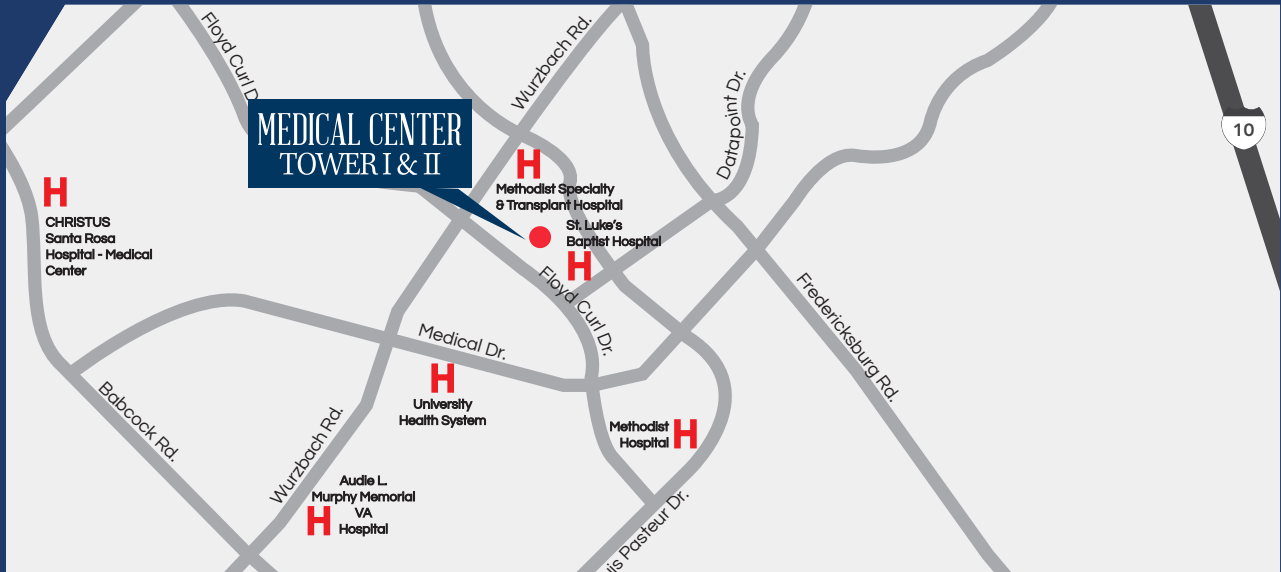 Floyd Curl D
Wurzbach Rd.
Datapoint Dr.
10
MEDICAL CENTER
TOWER I & II
Methodist Specialty
& Transplant Hospital
H
H
CHRISTUS
Santa Rosa
Hospital - Medical
Center
St. Luke's
Baptist Hospital
H
Floyd Curl Dr.
Fredericksburg Rd.
Medical Dr.
H
University
Health System
Babcock Rd.
Wurzbach Rd.
Methodist
Hospital
H
Audie L.
Murphy Memorial
VA
Hospital
H
is Pasteur Dr.